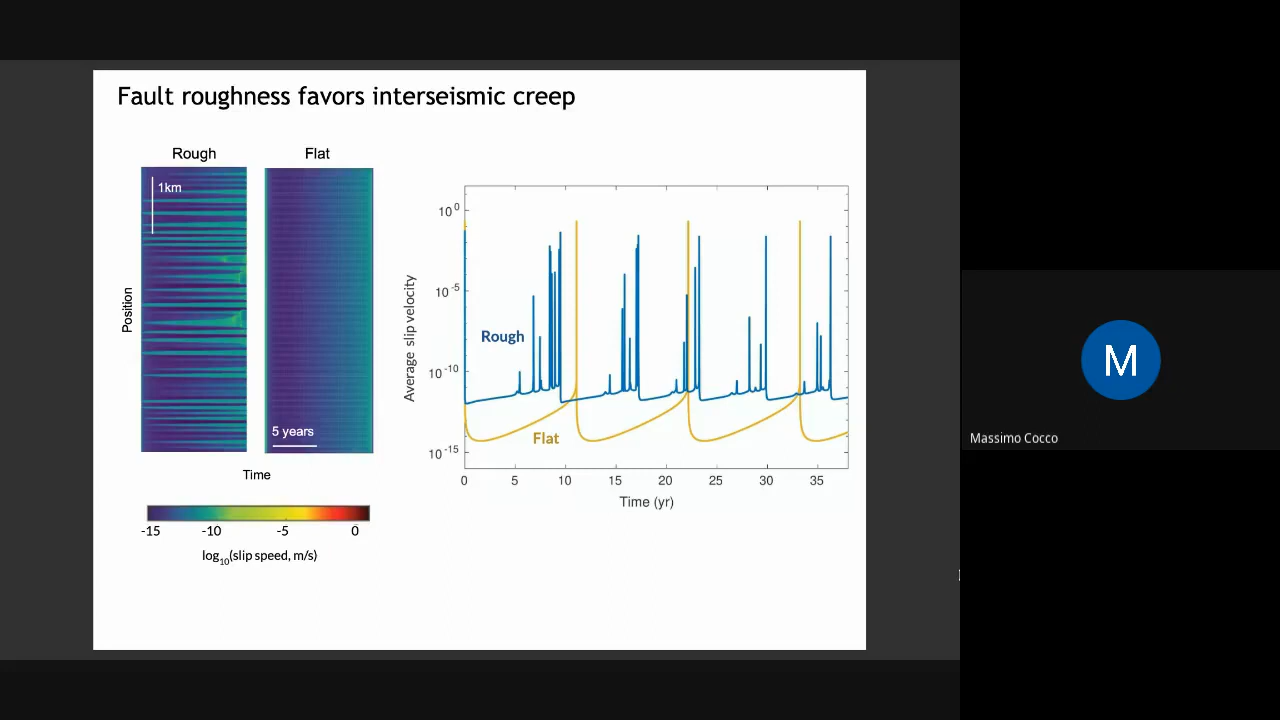 Fault roughness favors interseismic creep
Rough
Flat
1km
Position
5 years
Time
-15
-10
-5
0
log10(slip speed, m/s)
Average slip velocity
10^0
10^-5
10^-10
10^-15
Rough
Flat
0
5
10
15
20
25
30
35
Time (yr)
M
Massimo Cocco